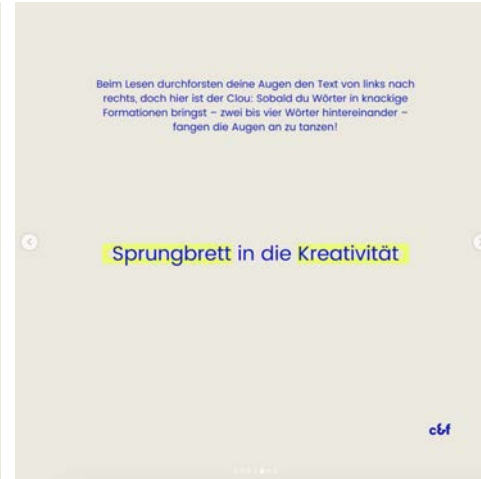 Beim Lesen durchforsten deine Augen den Text von links nach
rechts, doch hier ist der Clou: Sobald du Wörter in knackige
Formationen bringst – zwei bis vier Wörter hintereinander –
fangen die Augen an zu tanzen!
Sprungbrett in die Kreativität
c&f